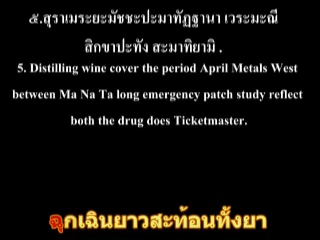 ๕.สุราเมระยะมัชชะปะมาทัฏฐานา เวระมะณี
สิกขาปะทัง สะมาทิยามิ .
5. Distilling wine cover the period April Metals West
between Ma Na Ta long emergency patch study reflect
both the drug does Ticketmaster.
ฉุกเฉินยาวสะท้อนทั้งยา